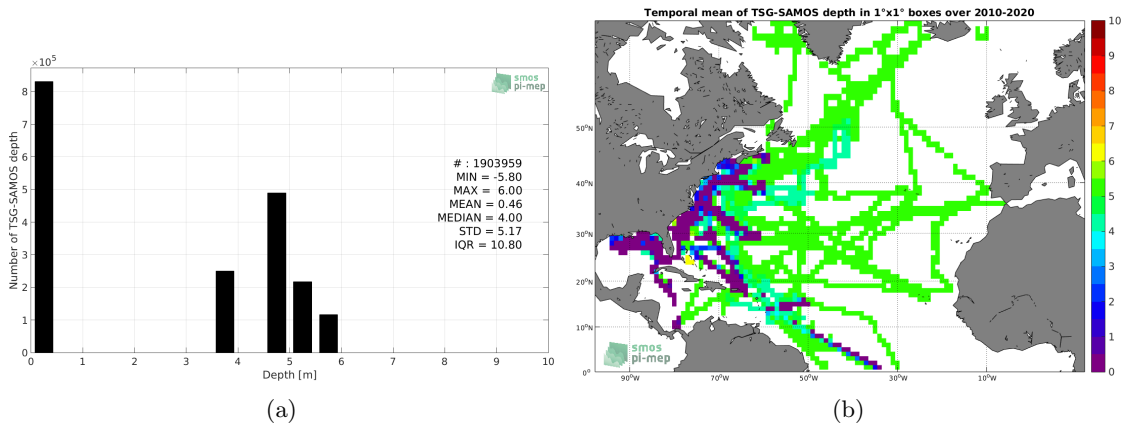 ×10⁵
smos
pi-mep
8
7
6
5
4
3
2
1
0
Number of TSG-SAMOS depth
# : 1903959
MIN = -5.80
MAX = 6.00
MEAN = 0.46
MEDIAN = 4.00
STD = 5.17
IQR = 10.80
0 1 2 3 4 5 6 7 8 9 10
Depth [m]
(a)
Temporal mean of TSG-SAMOS depth in 1°x1° boxes over 2010-2020
50°N
40°N
30°N
20°N
10°N
0°
90°W 70°W 50°W 30°W 10°W
smos
pi-mep
10
9
8
7
6
5
4
3
2
1
0
(b)